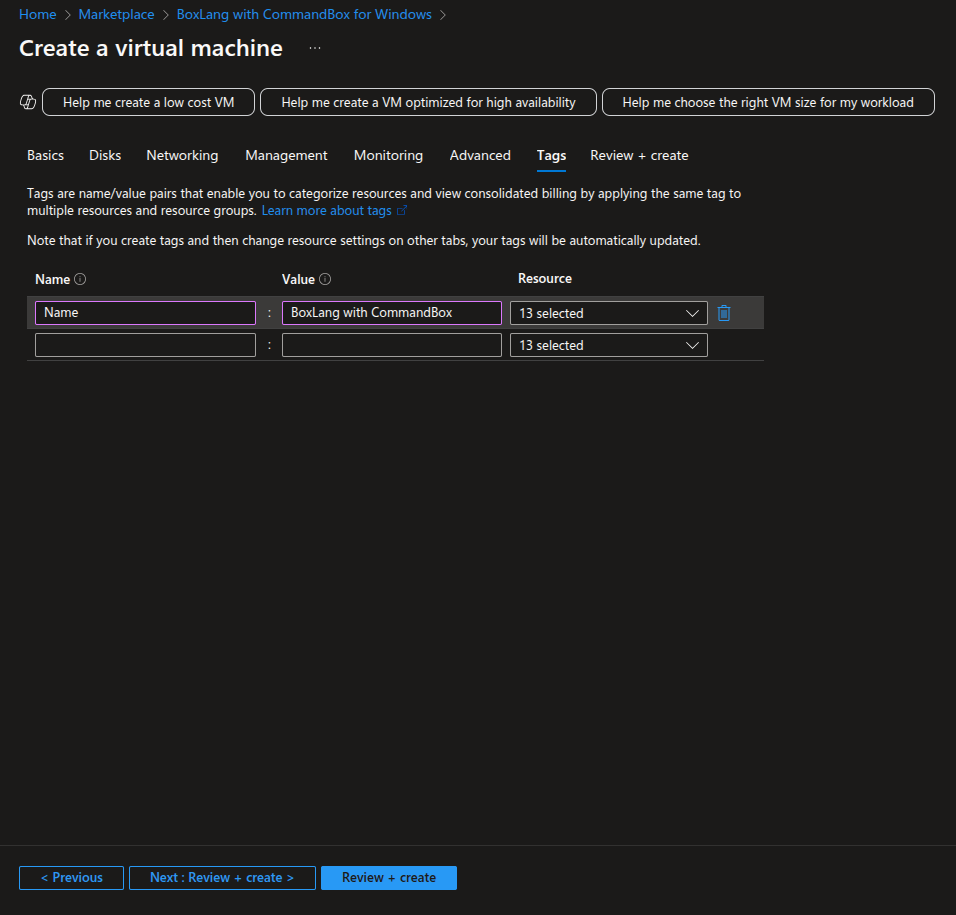 Home > Marketplace > BoxLang with CommandBox for Windows >
Create a virtual machine ...
Help me create a low cost VM Help me create a VM optimized for high availability Help me choose the right VM size for my workload
Basics Disks Networking Management Monitoring Advanced Tags Review + create
Tags are name/value pairs that enable you to categorize resources and view consolidated billing by applying the same tag to
multiple resources and resource groups. Learn more about tags
Note that if you create tags and then change resource settings on other tabs, your tags will be automatically updated.
Name Value Resource
Name : BoxLang with CommandBox 13 selected
: 13 selected
< Previous Next : Review + create > Review + create